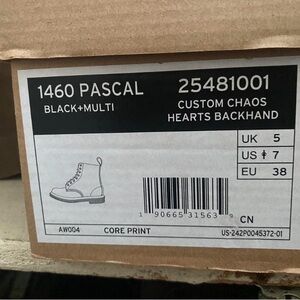 1460 PASCAL 25481001
BLACK+MULTI CUSTOM CHAOS
HEARTS BACKHAND
UK 5
US 7
EU 38
1 90665 31563 9
CN
AW004 CORE PRINT US-242P0045372-01